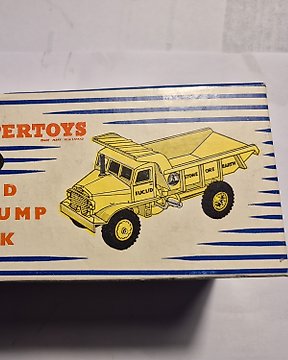 PERTOYS
D
UMP
K
EUCLID
STONE ORE EARTH